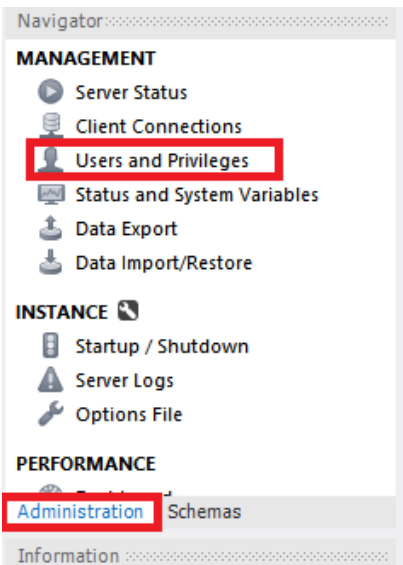 Navigator
MANAGEMENT
Server Status
Client Connections
Users and Privileges
Status and System Variables
Data Export
Data Import/Restore
INSTANCE
Startup / Shutdown
Server Logs
Options File
PERFORMANCE
Administration Schemas
Information